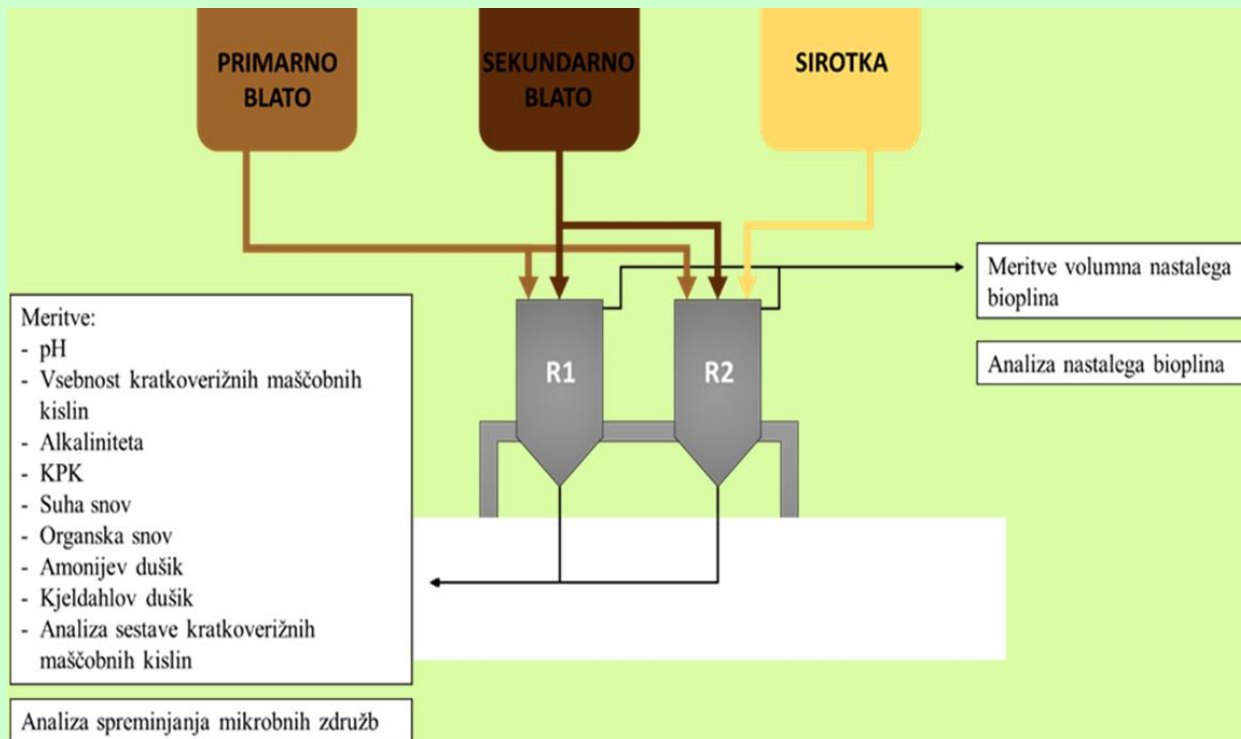 PRIMARNO
BLATO
SEKUNDARNO
BLATO
SIROTKA
Meritve volumna nastalega
bioplina
Analiza nastalega bioplina
R1
R2
Meritve:
- pH
- Vsebnost kratkoverižnih maščobnih
kislin
- Alkaliniteta
- KPK
- Suha snov
- Organska snov
- Amonijev dušik
- Kjeldahlov dušik
- Analiza sestave kratkoverižnih
maščobnih kislin
Analiza spreminjanja mikrobnih združb